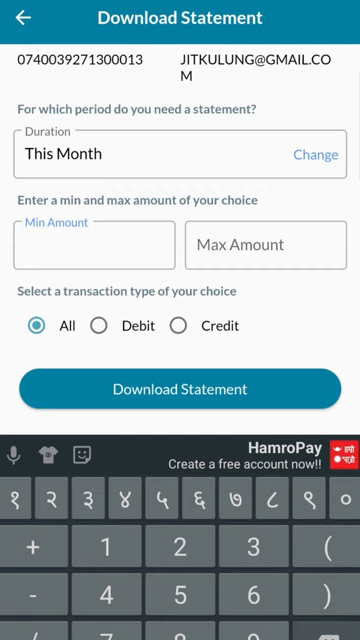 Download Statement
0740039271300013
JITKULUNG@GMAIL.CO
M
For which period do you need a statement?
Duration
This Month
Change
Enter a min and max amount of your choice
Min Amount
Max Amount
Select a transaction type of your choice
All
Debit
Credit
Download Statement
HamroPay
Create a free account now!!
१ २ ३ ४ ५ ६ ७ ८ ९ ०
+ 1 2 3 (
- 4 5 6 )
/ 7 8 9